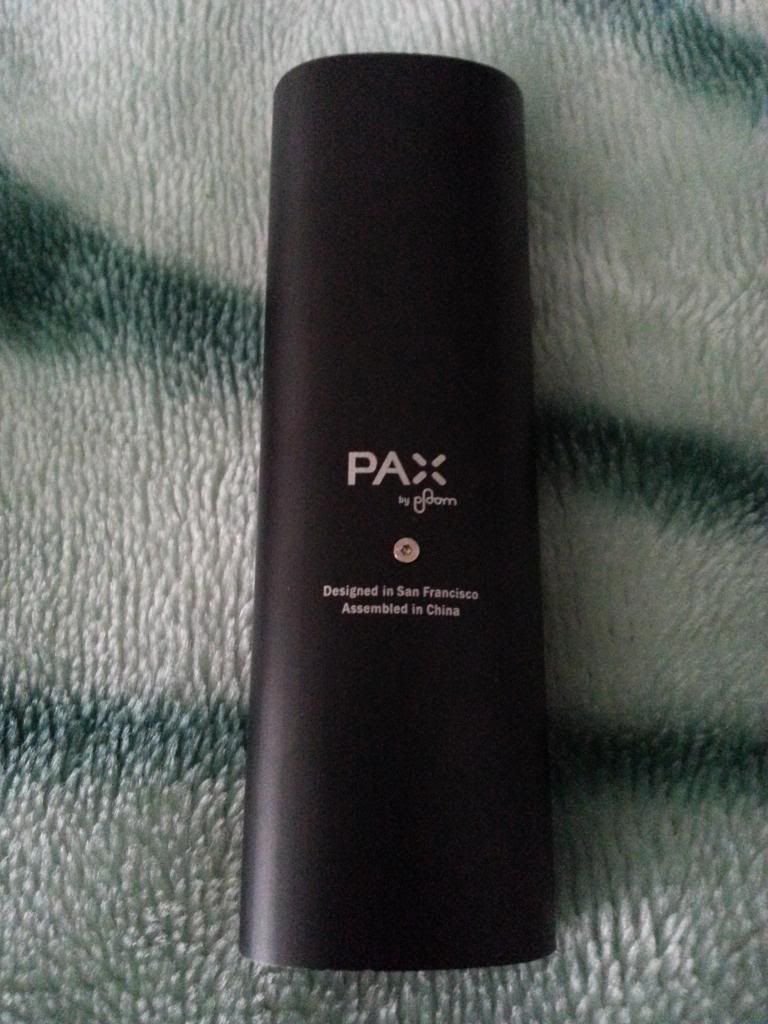 PAX
by ploom
Designed in San Francisco
Assembled in China